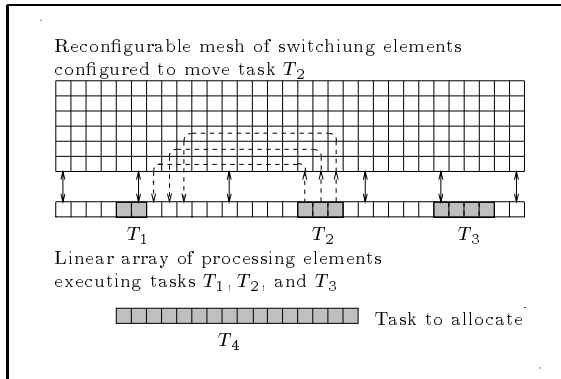 Reconfigurable mesh of switchiung elements
configured to move task T2
T1 T2 T3
Linear array of processing elements
executing tasks T1, T2, and T3
Task to allocate
T4